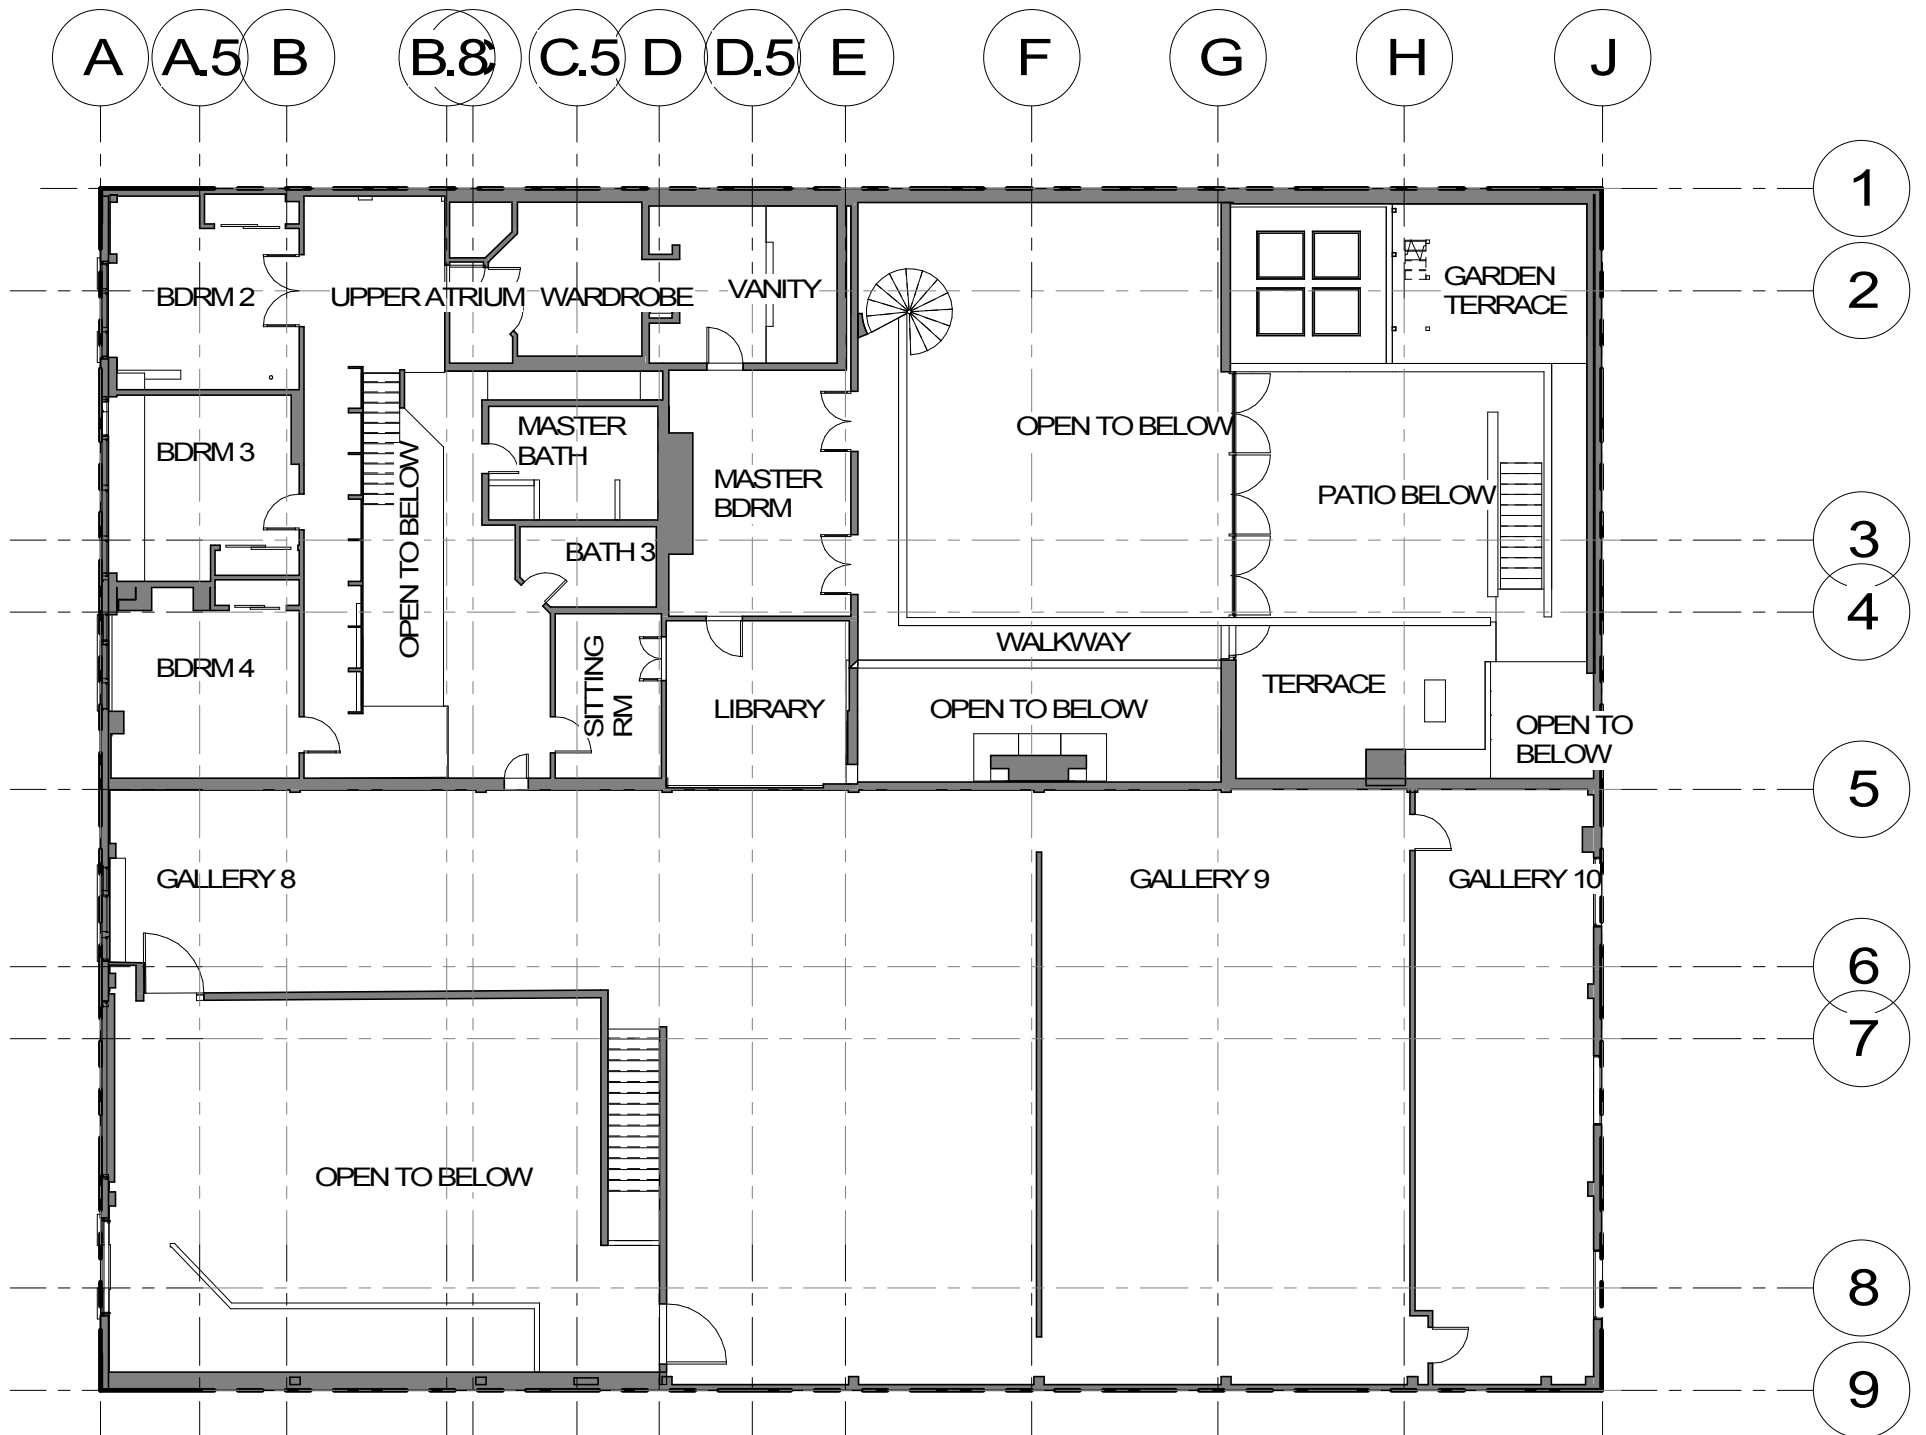 A A.5 B B.8 C C.5 D D.5 E F G H J
1
2
BDRM 2
UPPER ATRIUM
WARDROBE
VANITY
GARDEN
TERRACE
BDRM 3
OPEN TO BELOW
MASTER
BATH
MASTER
BDRM
OPEN TO BELOW
PATIO BELOW
3
BATH 3
4
BDRM 4
SITTING
RM
LIBRARY
WALKWAY
OPEN TO BELOW
TERRACE
OPEN TO
BELOW
5
GALLERY 8
GALLERY 9
GALLERY 10
6
7
OPEN TO BELOW
8
9